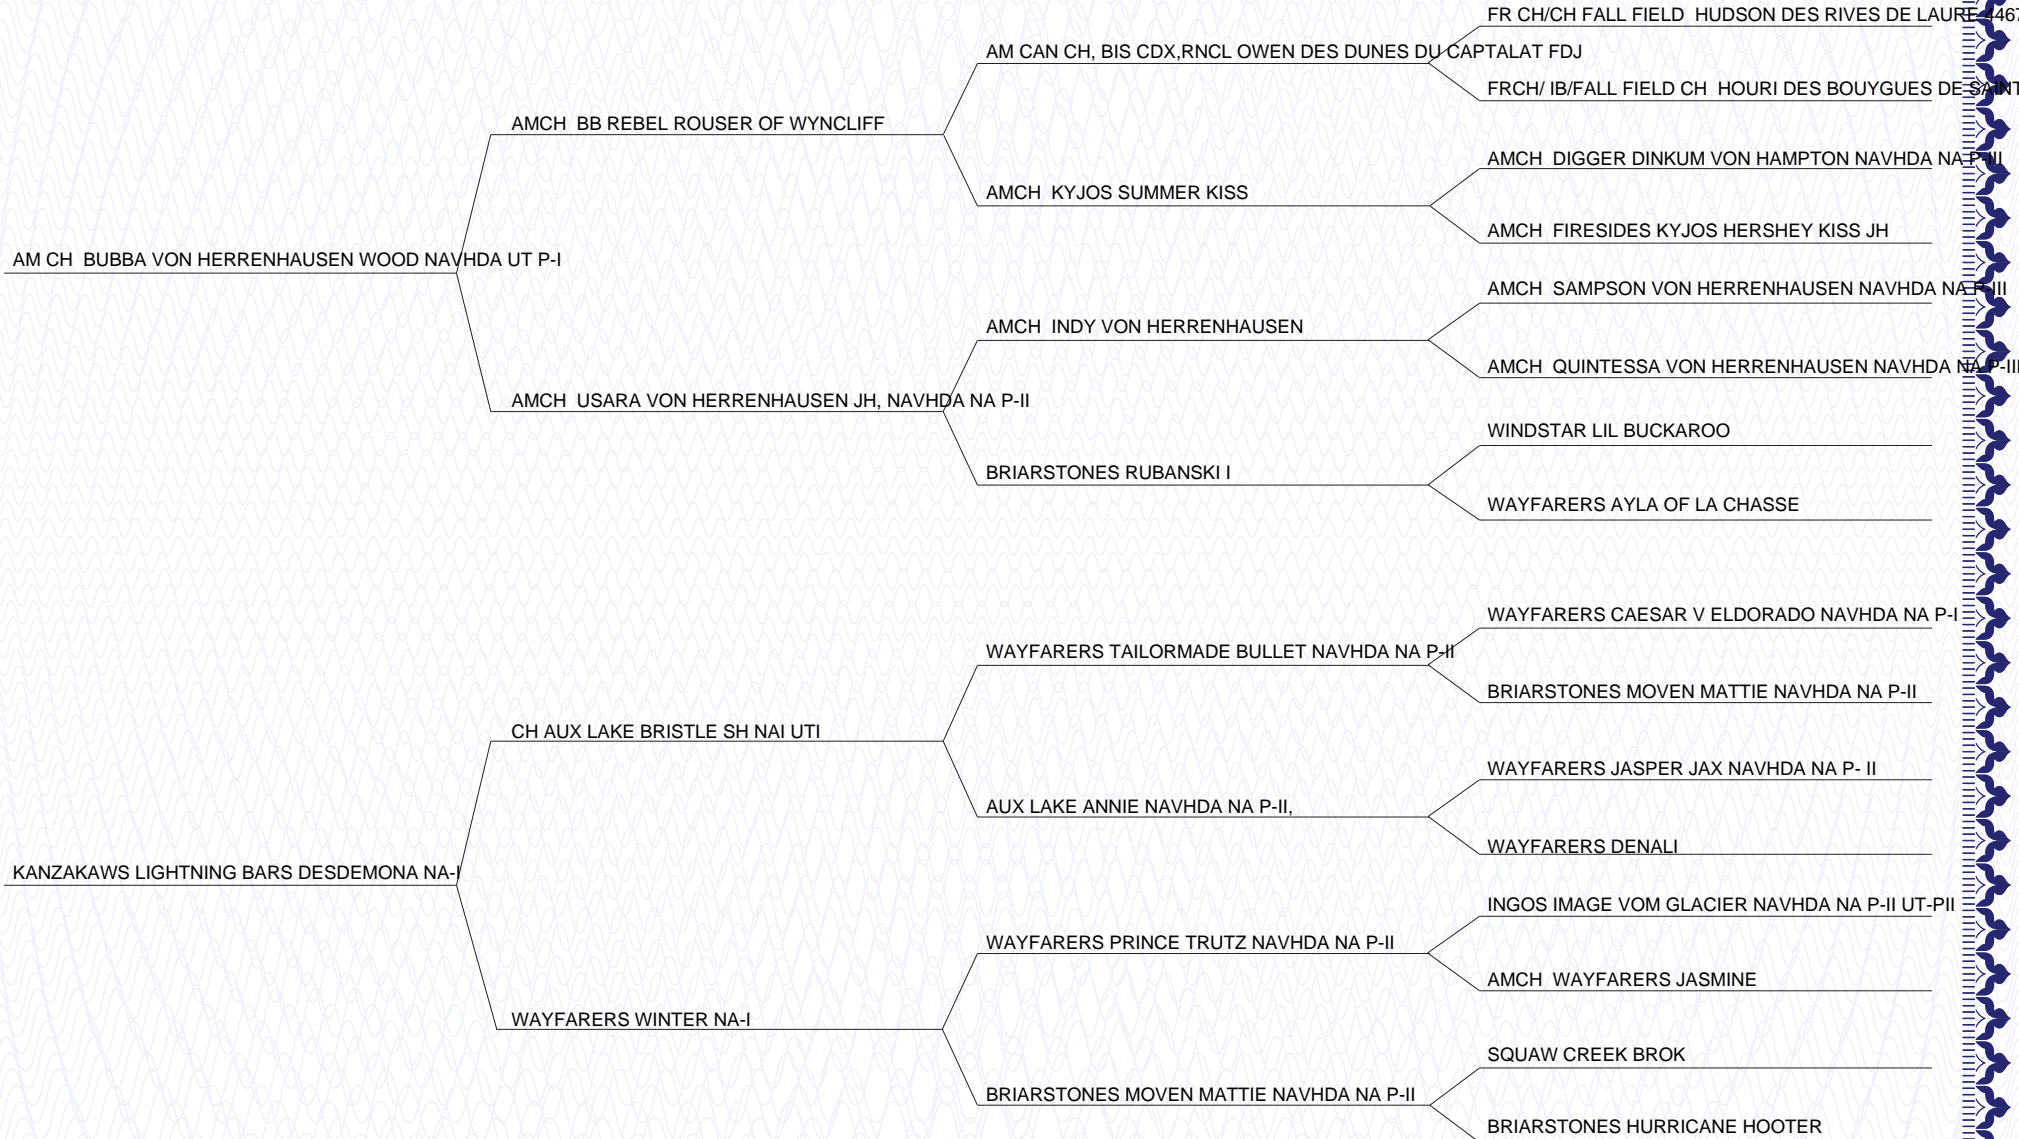 FR CH/CH FALL FIELD  HUDSON DES RIVES DE LAURE 4467
AM CAN CH, BIS CDX,RNCL OWEN DES DUNES DU CAPTALAT FDJ
FRCH/ IB/FALL FIELD CH  HOURI DES BOUYGUES DE SAINT
AMCH  BB REBEL ROUSER OF WYNCLIFF
AMCH  DIGGER DINKUM VON HAMPTON NAVHDA NA P-III
AMCH  KYJOS SUMMER KISS
AMCH  FIRESIDES KYJOS HERSHEY KISS JH
AM CH  BUBBA VON HERRENHAUSEN WOOD NAVHDA UT P-I
AMCH  SAMPSON VON HERRENHAUSEN NAVHDA NA P-III
AMCH  INDY VON HERRENHAUSEN
AMCH  QUINTESSA VON HERRENHAUSEN NAVHDA NA P-III
AMCH  USARA VON HERRENHAUSEN JH, NAVHDA NA P-II
WINDSTAR LIL BUCKAROO
BRIARSTONES RUBANSKI I
WAYFARERS AYLA OF LA CHASSE
WAYFARERS CAESAR V ELDORADO NAVHDA NA P-I
WAYFARERS TAILORMADE BULLET NAVHDA NA P-II
BRIARSTONES MOVEN MATTIE NAVHDA NA P-II
CH AUX LAKE BRISTLE SH NAI UTI
WAYFARERS JASPER JAX NAVHDA NA P- II
AUX LAKE ANNIE NAVHDA NA P-II,
WAYFARERS DENALI
KANZAKAWS LIGHTNING BARS DESDEMONA NA-I
INGOS IMAGE VOM GLACIER NAVHDA NA P-II UT-PII
WAYFARERS PRINCE TRUTZ NAVHDA NA P-II
AMCH  WAYFARERS JASMINE
WAYFARERS WINTER NA-I
SQUAW CREEK BROK
BRIARSTONES MOVEN MATTIE NAVHDA NA P-II
BRIARSTONES HURRICANE HOOTER